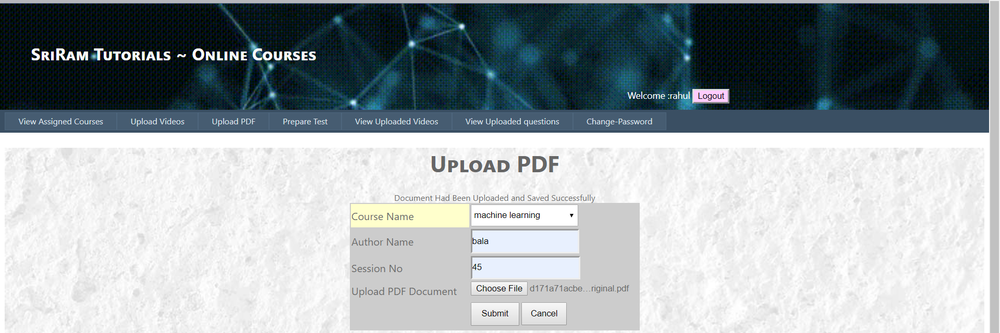 SriRam Tutorials ~ Online Courses
Welcome :rahul Logout
View Assigned Courses Upload Videos Upload PDF Prepare Test View Uploaded Videos View Uploaded questions Change-Password
Upload PDF
Document Had Been Uploaded and Saved Successfully
Course Name machine learning
Author Name bala
Session No 45
Upload PDF Document Choose File d171a71acbe...riginal.pdf
Submit Cancel